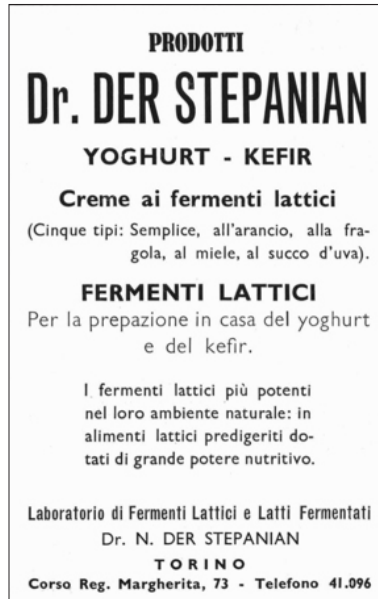 PRODOTTI
Dr. DER STEPANIAN
YOGHURT - KEFIR
Creme ai fermenti lattici
(Cinque tipi: Semplice, all'arancio, alla fra-
gola, al miele, al succo d'uva).
FERMENTI LATTICI
Per la prepazione in casa del yoghurt
e del kefir.
I fermenti lattici più potenti
nel loro ambiente naturale: in
alimenti lattici predigeriti do-
tati di grande potere nutritivo.
Laboratorio di Fermenti Lattici e Latti Fermentati
Dr. N. DER STEPANIAN
TORINO
Corso Reg. Margherita, 73 - Telefono 41.096